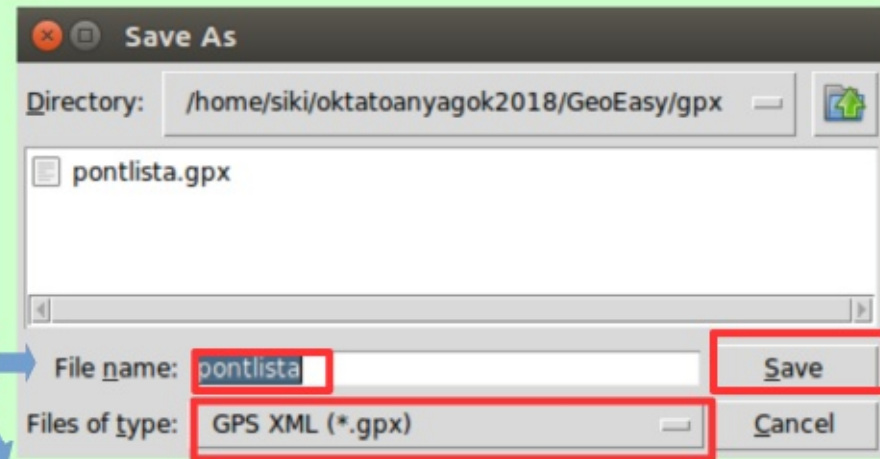 Save As
Directory: /home/siki/oktatoanyagok2018/GeoEasy/gpx
pontlista.gpx
File name: pontlista Save
Files of type: GPS XML (*.gpx) Cancel